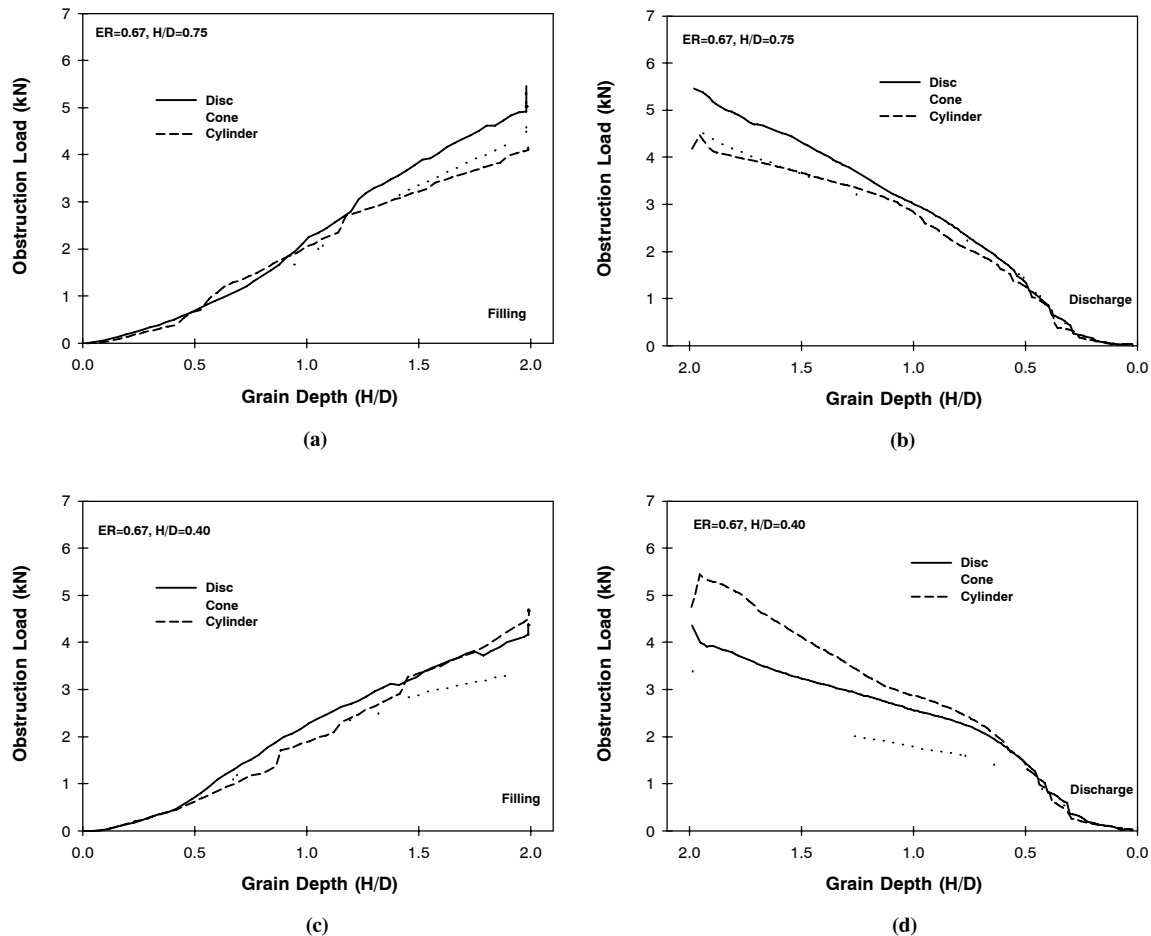 ER=0.67, H/D=0.75
Disc
Cone
Cylinder
Filling
Obstruction Load (kN)
7
6
5
4
3
2
1
0
0.0 0.5 1.0 1.5 2.0
Grain Depth (H/D)
(a)
ER=0.67, H/D=0.75
Disc
Cone
Cylinder
Discharge
Obstruction Load (kN)
7
6
5
4
3
2
1
0
2.0 1.5 1.0 0.5 0.0
Grain Depth (H/D)
(b)
ER=0.67, H/D=0.40
Disc
Cone
Cylinder
Filling
Obstruction Load (kN)
7
6
5
4
3
2
1
0
0.0 0.5 1.0 1.5 2.0
Grain Depth (H/D)
(c)
ER=0.67, H/D=0.40
Disc
Cone
Cylinder
Discharge
Obstruction Load (kN)
7
6
5
4
3
2
1
0
2.0 1.5 1.0 0.5 0.0
Grain Depth (H/D)
(d)